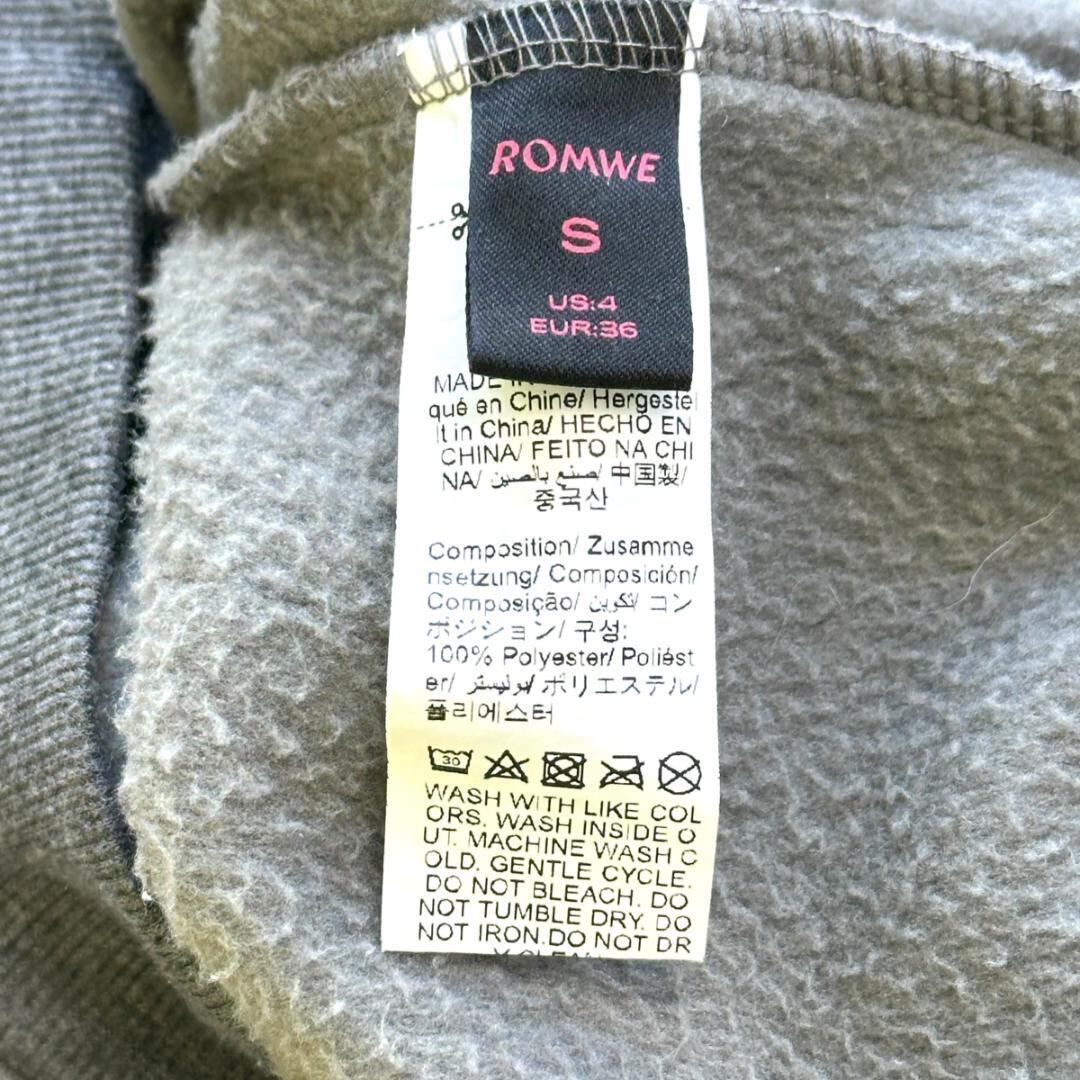 ROMWE
S
US:4
EUR:36
MADE IN
qué en Chine/ Hergestel
lt in China/ HECHO EN
CHINA/ FEITO NA CHI
NA/ صنع بالصين/ 中国製/
중국산
Composition/ Zusamme
nsetzung/ Composición/
Composição/ تكوين/ コン
ポジション/ 구성:
100% Polyester/ Poliést
er/ بوليستر/ ポリエステル/
폴리에스터
30
WASH WITH LIKE COL
ORS. WASH INSIDE O
UT. MACHINE WASH C
OLD. GENTLE CYCLE.
DO NOT BLEACH. DO
NOT TUMBLE DRY. DO
NOT IRON.DO NOT DR
Y CLEAN